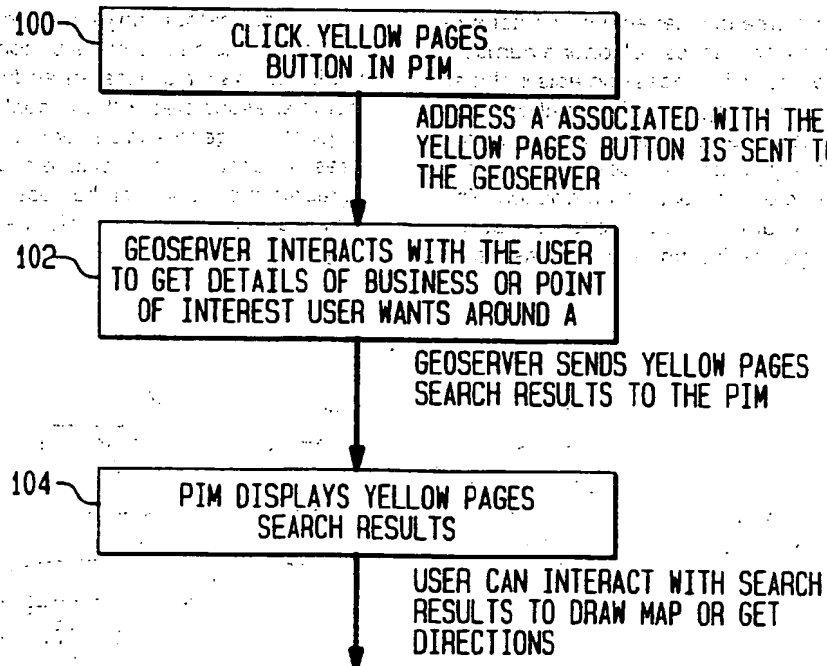 100
CLICK YELLOW PAGES
BUTTON IN PIM
ADDRESS A ASSOCIATED WITH THE
YELLOW PAGES BUTTON IS SENT
THE GEOSERVER
102
GEOSERVER INTERACTS WITH THE USER
TO GET DETAILS OF BUSINESS OR POINT
OF INTEREST USER WANTS AROUND A
GEOSERVER SENDS YELLOW PAGES
SEARCH RESULTS TO THE PIM
104
PIM DISPLAYS YELLOW PAGES
SEARCH RESULTS
USER CAN INTERACT WITH SEARCH
RESULTS TO DRAW MAP OR GET
DIRECTIONS